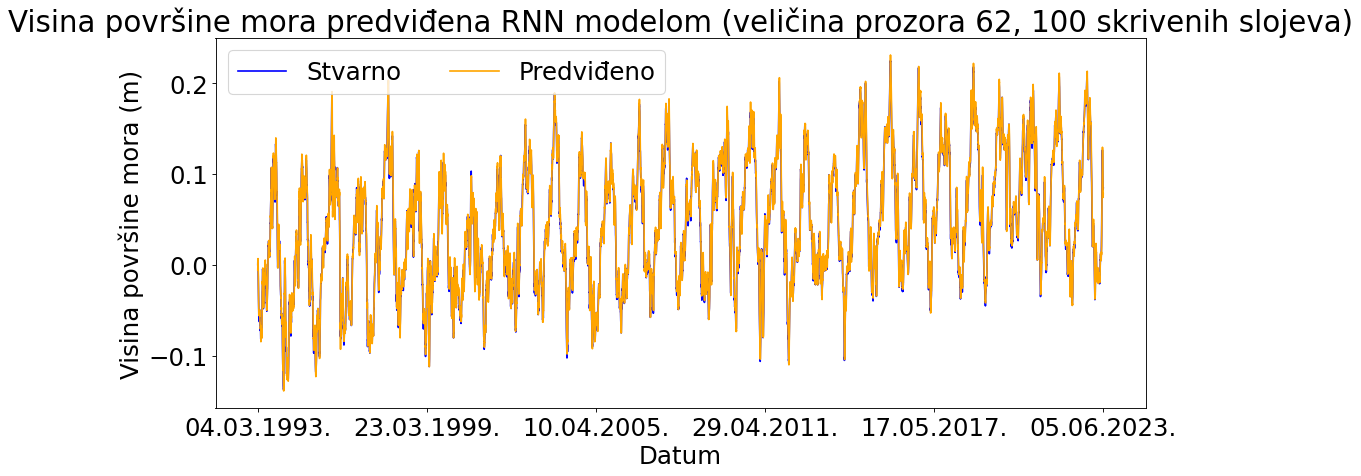 Visina površine mora predviđena RNN modelom (veličina prozora 62, 100 skrivenih slojeva)
Stvarno Predviđeno
Visina površine mora (m)
0.2
0.1
0.0
−0.1
04.03.1993. 23.03.1999. 10.04.2005. 29.04.2011. 17.05.2017. 05.06.2023.
Datum